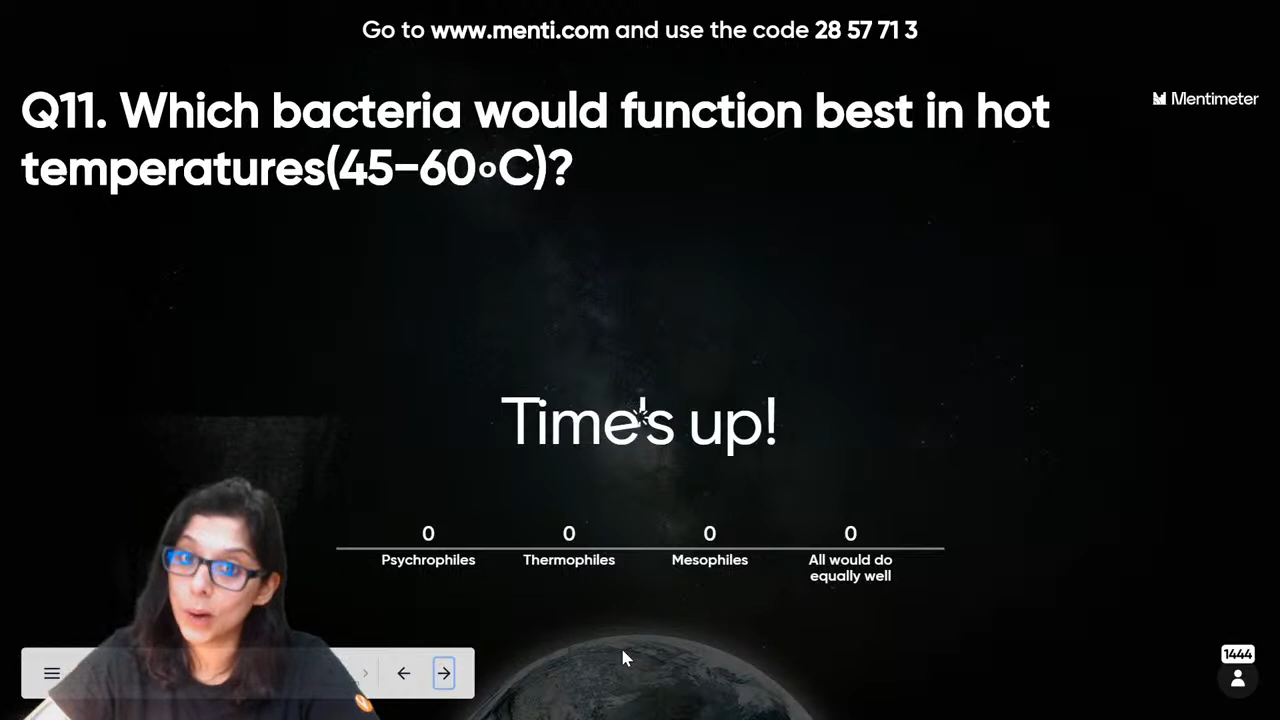 Go to www.menti.com and use the code 28 57 71 3
Q11. Which bacteria would function best in hot
temperatures(45−60∘C)?
Mentimeter
Time's up!
0 0 0 0
Psychrophiles Thermophiles Mesophiles All would do
equally well
1444